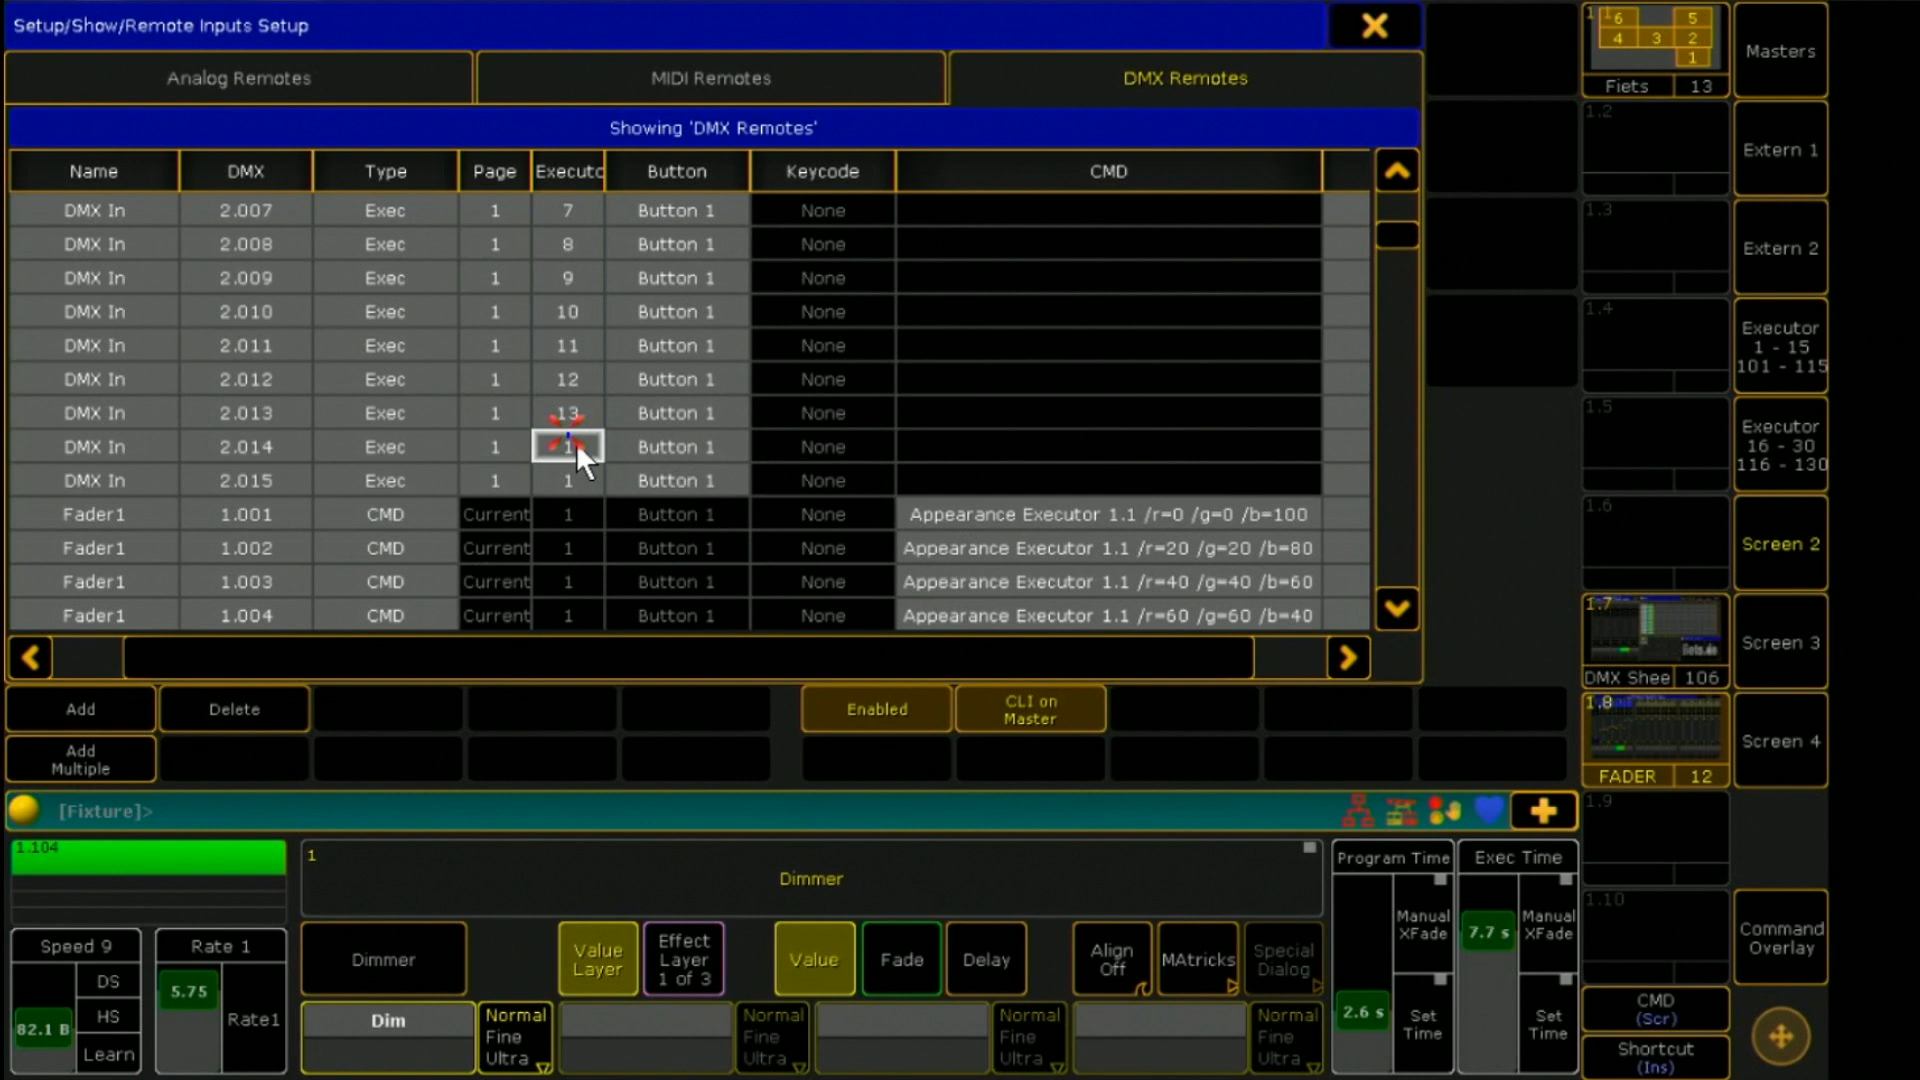 Setup/Show/Remote Inputs Setup
Analog Remotes
MIDI Remotes
DMX Remotes
Showing 'DMX Remotes'
Name DMX Type Page Executo Button Keycode CMD
DMX In 2.007 Exec 1 7 Button 1 None
DMX In 2.008 Exec 1 8 Button 1 None
DMX In 2.009 Exec 1 9 Button 1 None
DMX In 2.010 Exec 1 10 Button 1 None
DMX In 2.011 Exec 1 11 Button 1 None
DMX In 2.012 Exec 1 12 Button 1 None
DMX In 2.013 Exec 1 13 Button 1 None
DMX In 2.014 Exec 1 1 Button 1 None
DMX In 2.015 Exec 1 1 Button 1 None
Fader1 1.001 CMD Current 1 Button 1 None Appearance Executor 1.1 /r=0 /g=0 /b=100
Fader1 1.002 CMD Current 1 Button 1 None Appearance Executor 1.1 /r=20 /g=20 /b=80
Fader1 1.003 CMD Current 1 Button 1 None Appearance Executor 1.1 /r=40 /g=40 /b=60
Fader1 1.004 CMD Current 1 Button 1 None Appearance Executor 1.1 /r=60 /g=60 /b=40
Add
Delete
Enabled
CLI on
Master
Add
Multiple
[Fixture]>
1.104
Speed 9
82.1 B
DS
HS
Learn
Rate 1
5.75
Rate1
1
Dimmer
Dimmer
Value
Layer
Effect
Layer
1 of 3
Value
Fade
Delay
Align
Off
MAtricks
Special
Dialog
Dim
Normal
Fine
Ultra
Normal
Fine
Ultra
Normal
Fine
Ultra
Normal
Fine
Ultra
Program Time
Manual
XFade
2.6 s
Set
Time
Exec Time
7.7 s
Manual
XFade
Set
Time
6 5
4 3 2
1
Fiets 13
1.2
1.3
1.4
1.5
1.6
1.7
DMX Shee 106
1.8
FADER 12
1.9
1.10
CMD
(Scr)
Shortcut
(Ins)
Masters
Extern 1
Extern 2
Executor
1 - 15
101 - 115
Executor
16 - 30
116 - 130
Screen 2
Screen 3
Screen 4
Command
Overlay